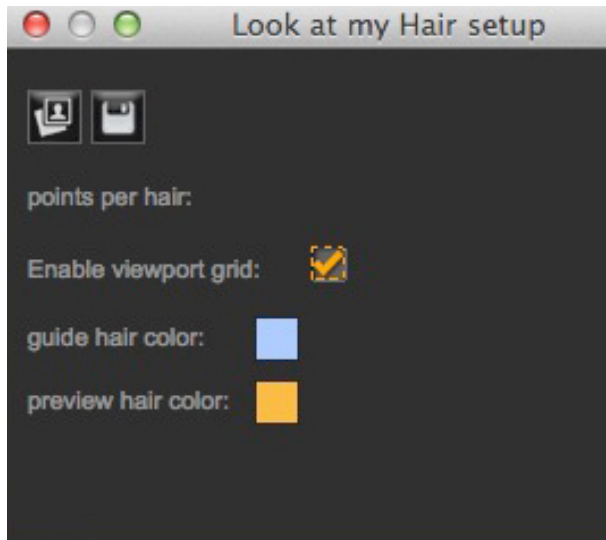 Look at my Hair setup
points per hair:
Enable viewport grid:
guide hair color:
preview hair color: